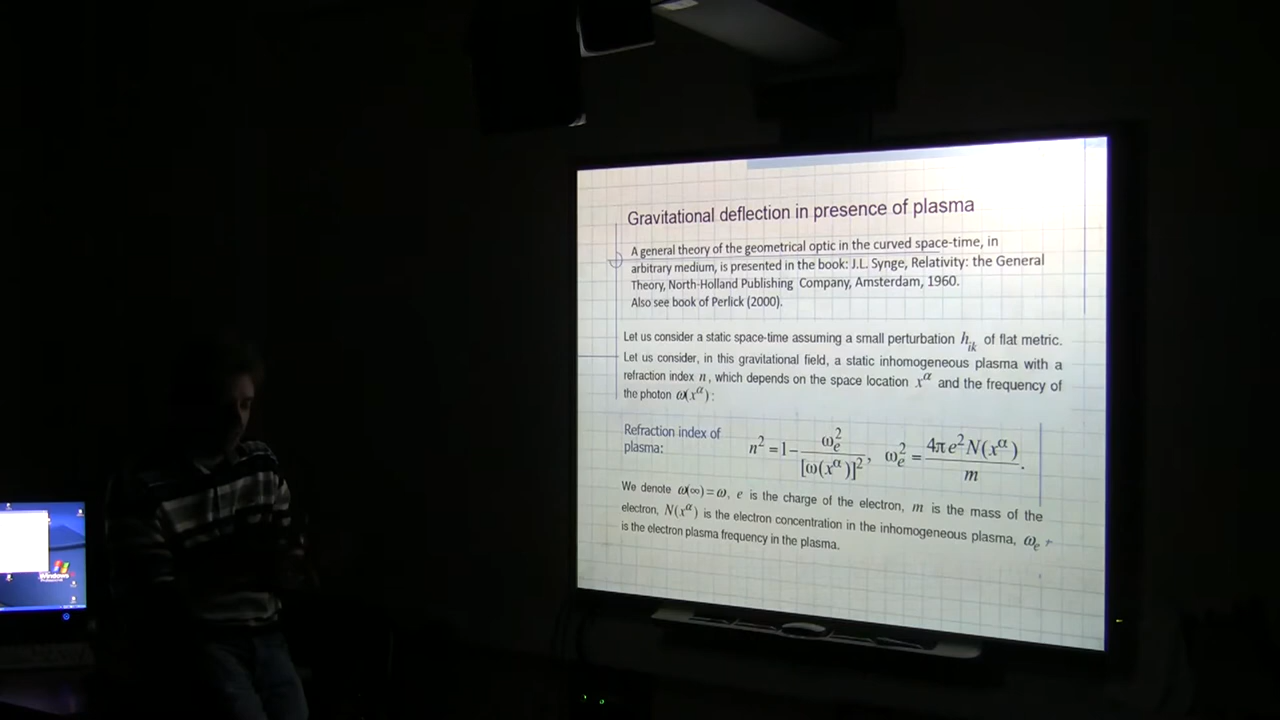 Gravitational deflection in presence of plasma
A general theory of the geometrical optic in the curved space-time, in
arbitrary medium, is presented in the book: J.L. Synge, Relativity: the General
Theory, North-Holland Publishing Company, Amsterdam, 1960.
Also see book of Perlick (2000).
Let us consider a static space-time assuming a small perturbation h_{ik} of flat metric.
Let us consider, in this gravitational field, a static inhomogeneous plasma with a
refraction index n, which depends on the space location x^α and the frequency of
the photon ω(x^α):
Refraction index of
plasma:
n² = 1 − ω_e² / [ω(x^α)]², ω_e² = 4πe²N(x^α) / m.
We denote ω(∞) = ω, e is the charge of the electron, m is the mass of the
electron, N(x^α) is the electron concentration in the inhomogeneous plasma, ω_e
is the electron plasma frequency in the plasma.
Windows